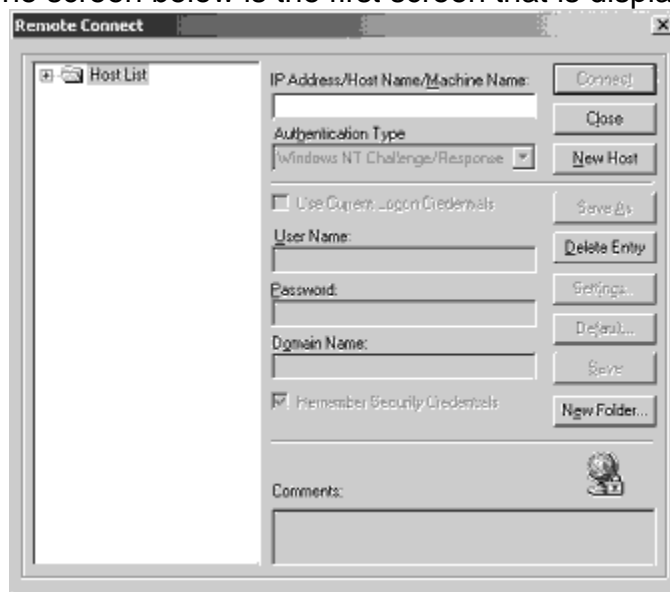 he screen below is the first screen that is displa
Remote Connect
Host List
IP Address/Host Name/Machine Name:
Authentication Type
Windows NT Challenge/Response
Use Current Logon Credentials
User Name:
Password:
Domain Name:
Remember Security Credentials
Comments:
Connect
Close
New Host
Save As
Delete Entry
Settings...
Default...
Save
New Folder...